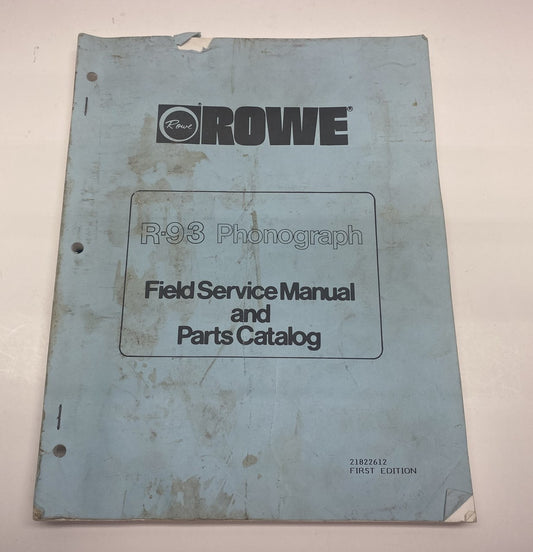 Rowe ROWE®
R-93 Phonograph
Field Service Manual
and
Parts Catalog
21822612
FIRST EDITION